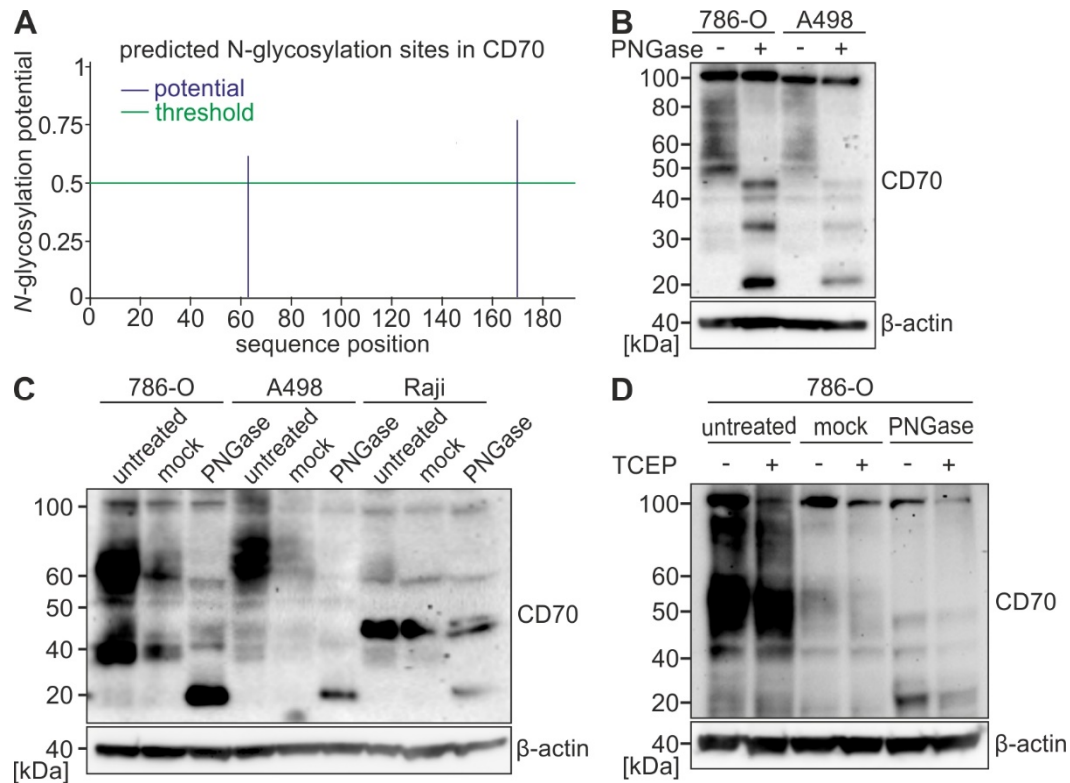 A
predicted N-glycosylation sites in CD70
N-glycosylation potential
1
0.75
0.5
0.25
0
potential
threshold
0 20 40 60 80 100 120 140 160 180
sequence position
B
786-O A498
PNGase - + - +
100
80
60
50
40
30
20
CD70
40
[kDa]
β-actin
C
786-O A498 Raji
untreated mock PNGase untreated mock PNGase untreated mock PNGase
100
60
50
40
20
CD70
40
[kDa]
β-actin
D
786-O
untreated mock PNGase
TCEP - + - + - +
100
60
50
40
20
CD70
40
[kDa]
β-actin